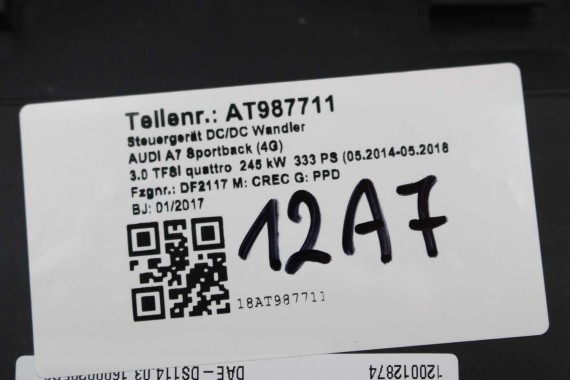 Teilenr.: AT987711
Steuergerät DC/DC Wandler
AUDI A7 Sportback (4G)
3.0 TFSI quattro 245 kW 333 PS (05.2014-05.2018
Fzgnr.: DF2117 M: CREC G: PPD
BJ: 01/2017
12A7
18AT987711
120012874